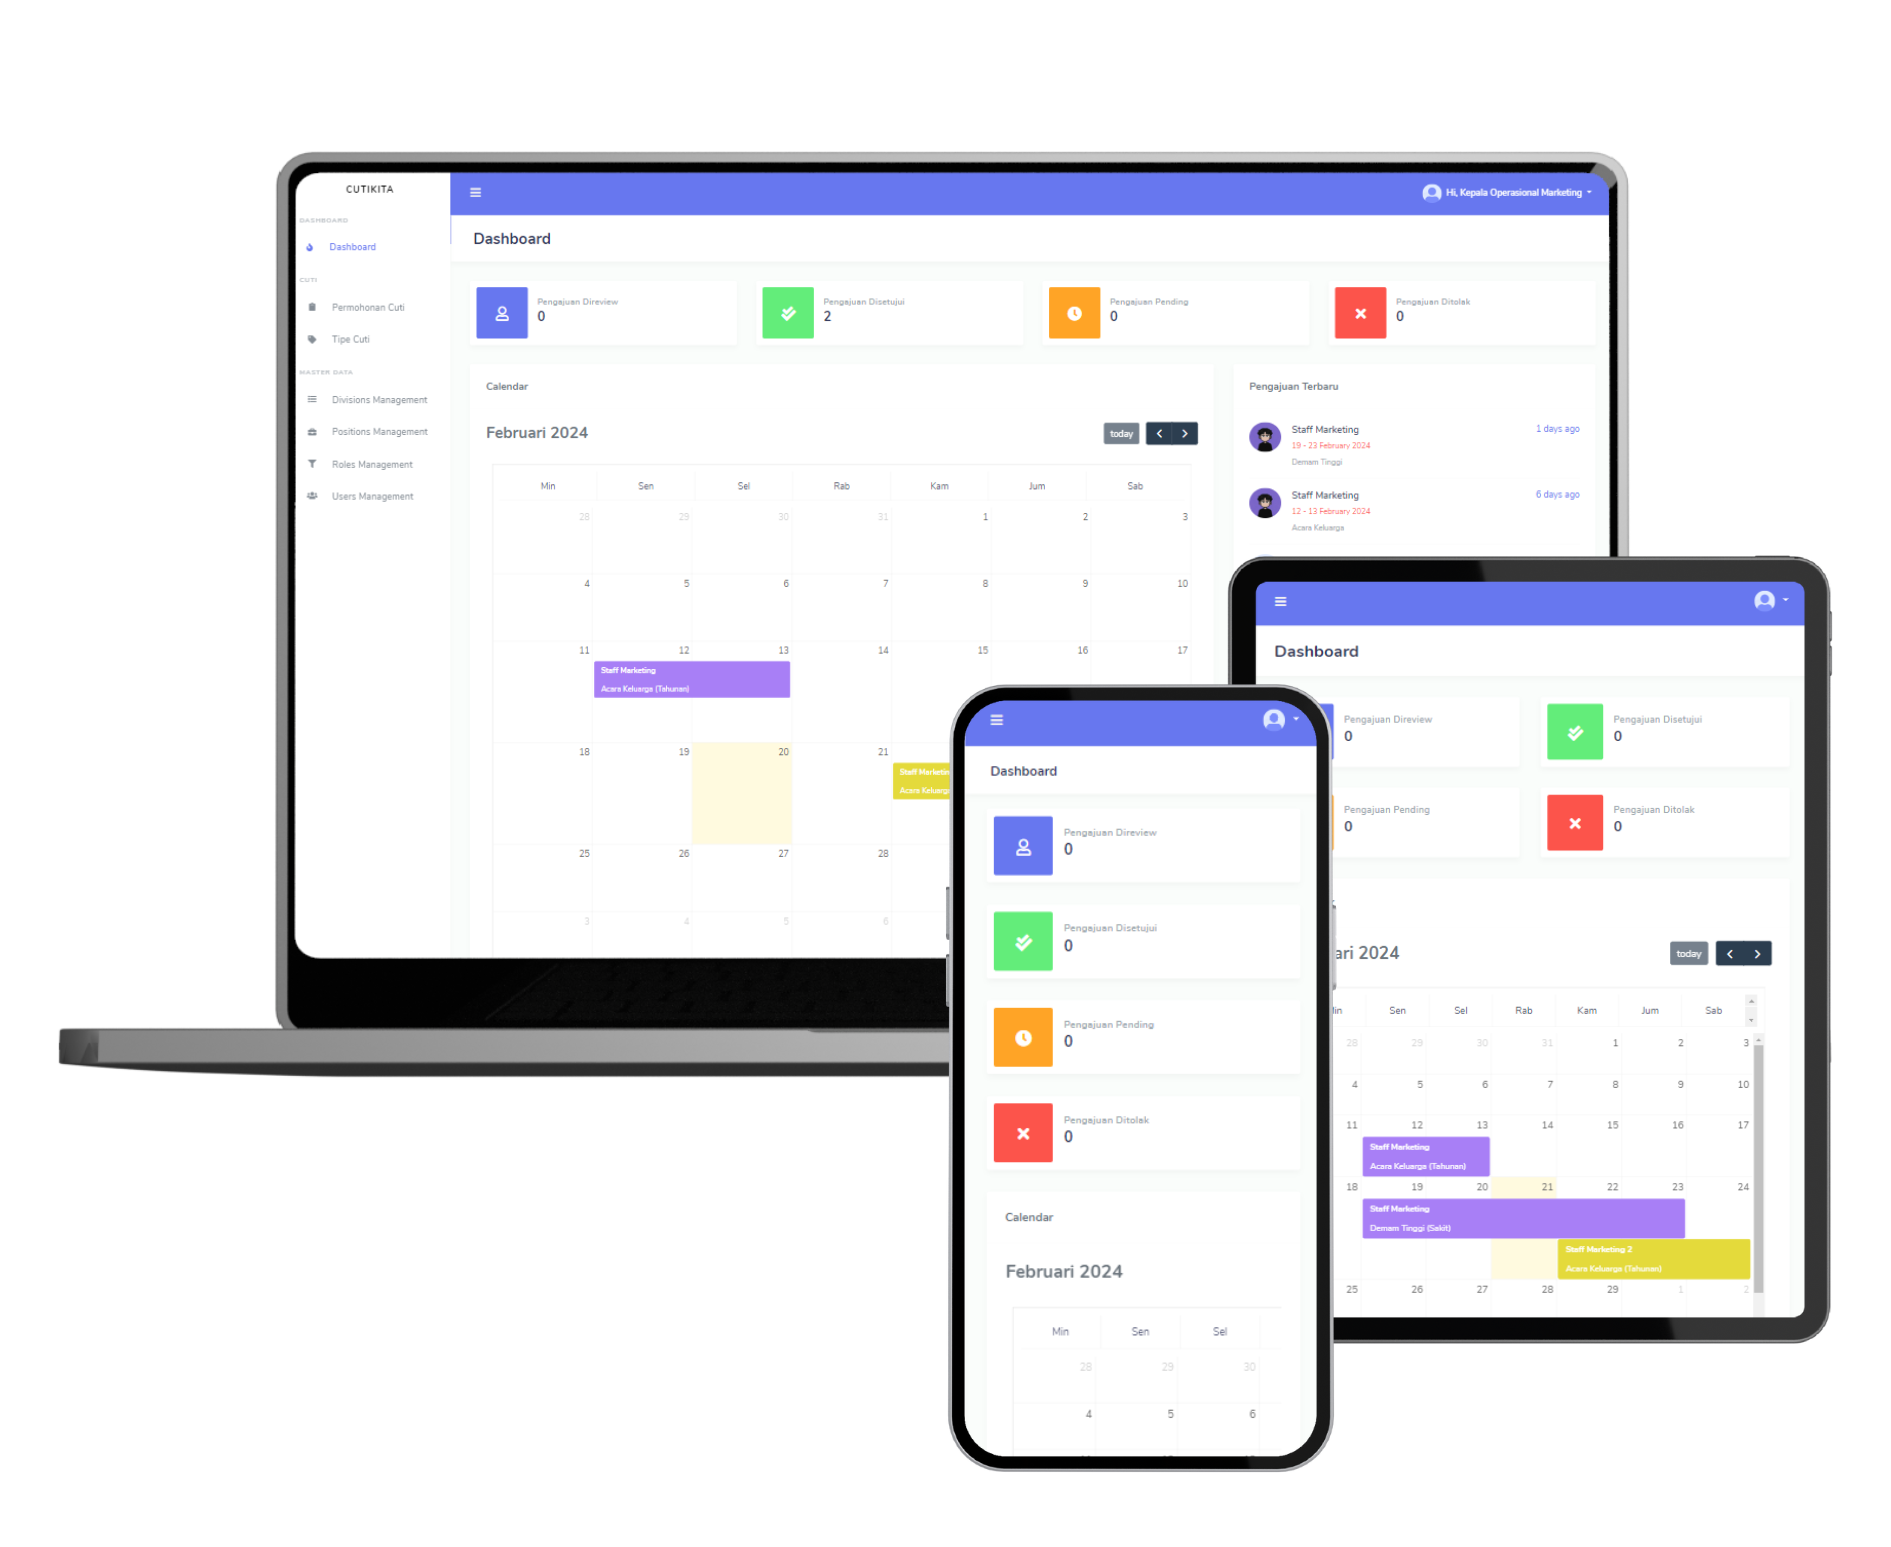 CUTIKITA
DASHBOARD
Dashboard
CUTI
Permohonan Cuti
Tipe Cuti
MASTER DATA
Divisions Management
Positions Management
Roles Management
Users Management
Hi, Kepala Operasional Marketing
Dashboard
Pengajuan Direview
0
Pengajuan Disetujui
2
Pengajuan Pending
0
Pengajuan Ditolak
0
Calendar
Februari 2024
today
Min Sen Sel Rab Kam Jum Sab
28 29 30 31 1 2 3
4 5 6 7 8 9 10
11 12 13 14 15 16 17
Staff Marketing
Acara Keluarga (Tahunan)
18 19 20 21
Staff Marketin
Acara Keluarg
25 26 27 28
3 4 5 6
Pengajuan Terbaru
Staff Marketing 1 days ago
19 - 23 February 2024
Demam Tinggi
Staff Marketing 6 days ago
12 - 13 February 2024
Acara Keluarga
Dashboard
Pengajuan Direview
0
Pengajuan Disetujui
0
Pengajuan Pending
0
Pengajuan Ditolak
0
ari 2024
today
in Sen Sel Rab Kam Jum Sab
28 29 30 31 1 2 3
4 5 6 7 8 9 10
11 12 13 14 15 16 17
Staff Marketing
Acara Keluarga (Tahunan)
18 19 20 21 22 23 24
Staff Marketing
Demam Tinggi (Sakit)
Staff Marketing 2
Acara Keluarga (Tahunan)
25 26 27 28 29 1 2
Dashboard
Pengajuan Direview
0
Pengajuan Disetujui
0
Pengajuan Pending
0
Pengajuan Ditolak
0
Calendar
Februari 2024
Min Sen Sel
28 29 30
4 5 6